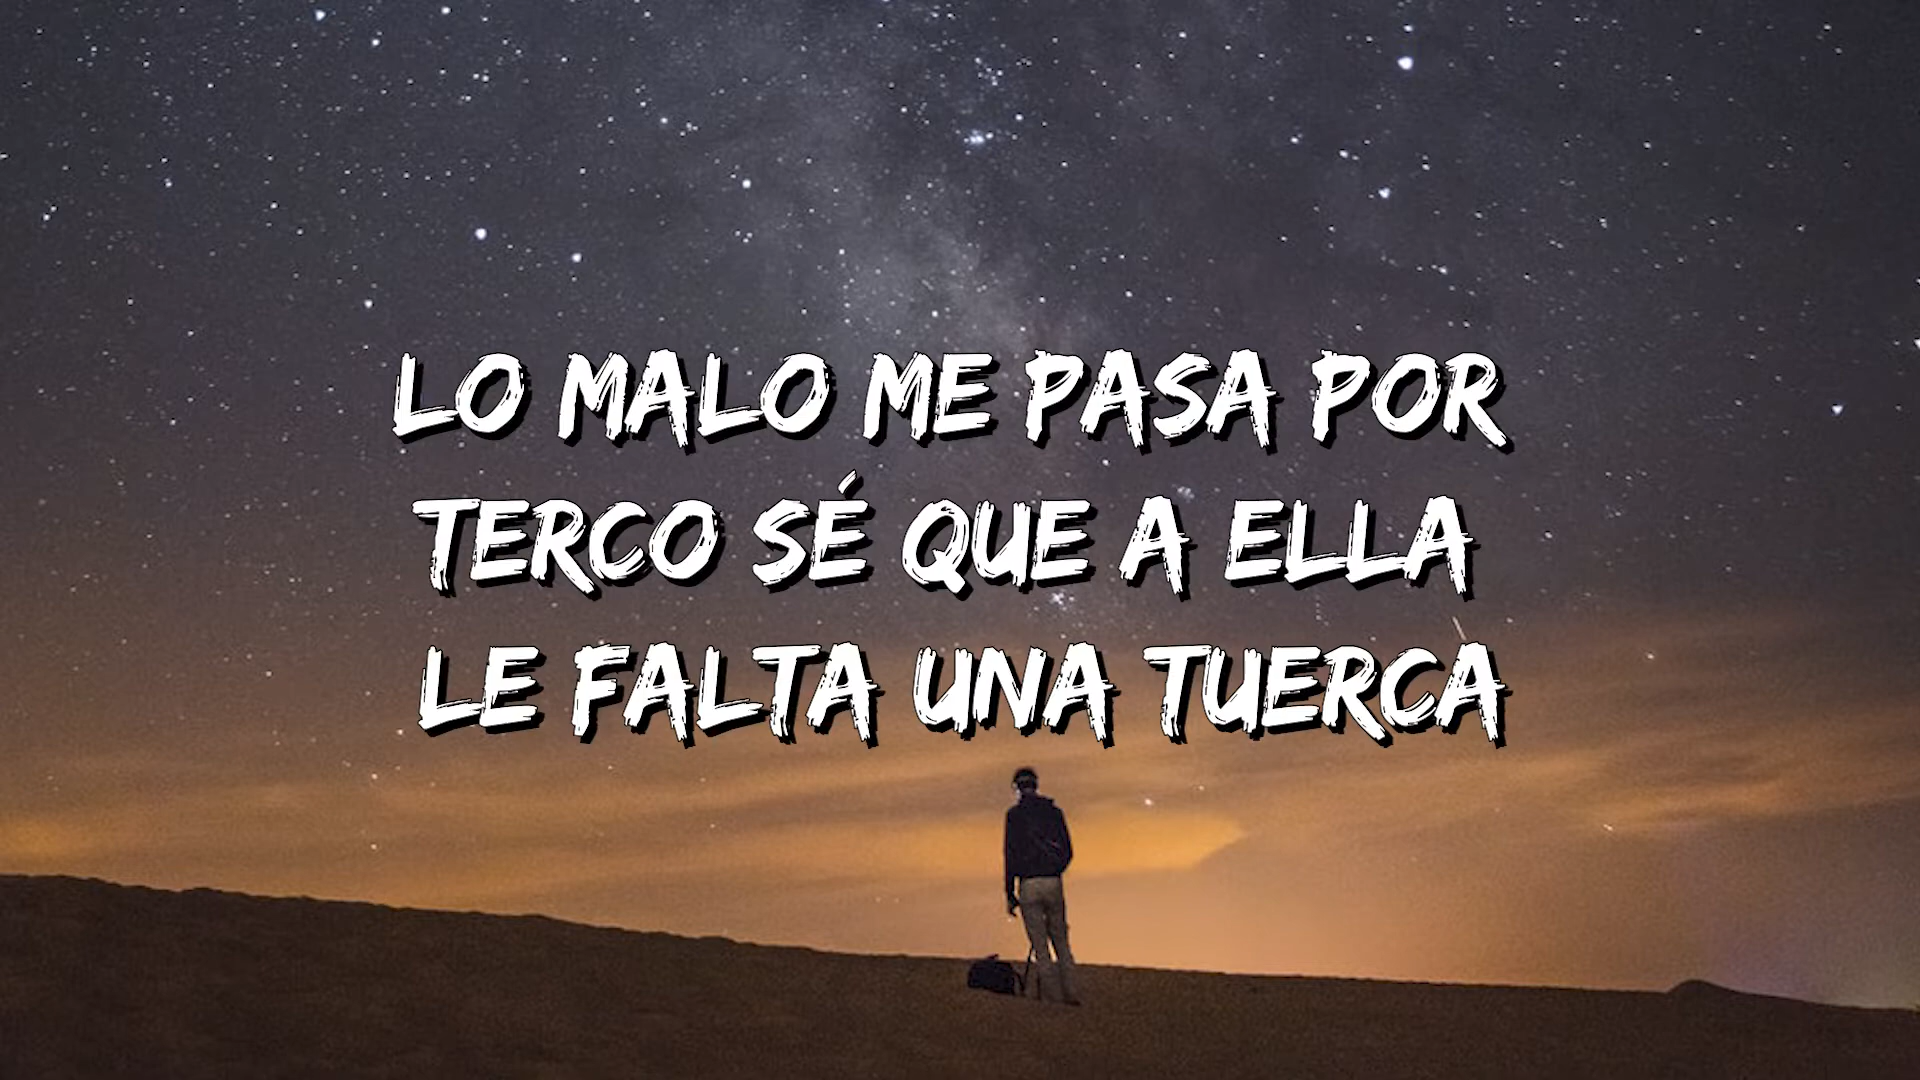 LO MALO ME PASA POR
TERCO SÉ QUE A ELLA
LE FALTA UNA TUERCA